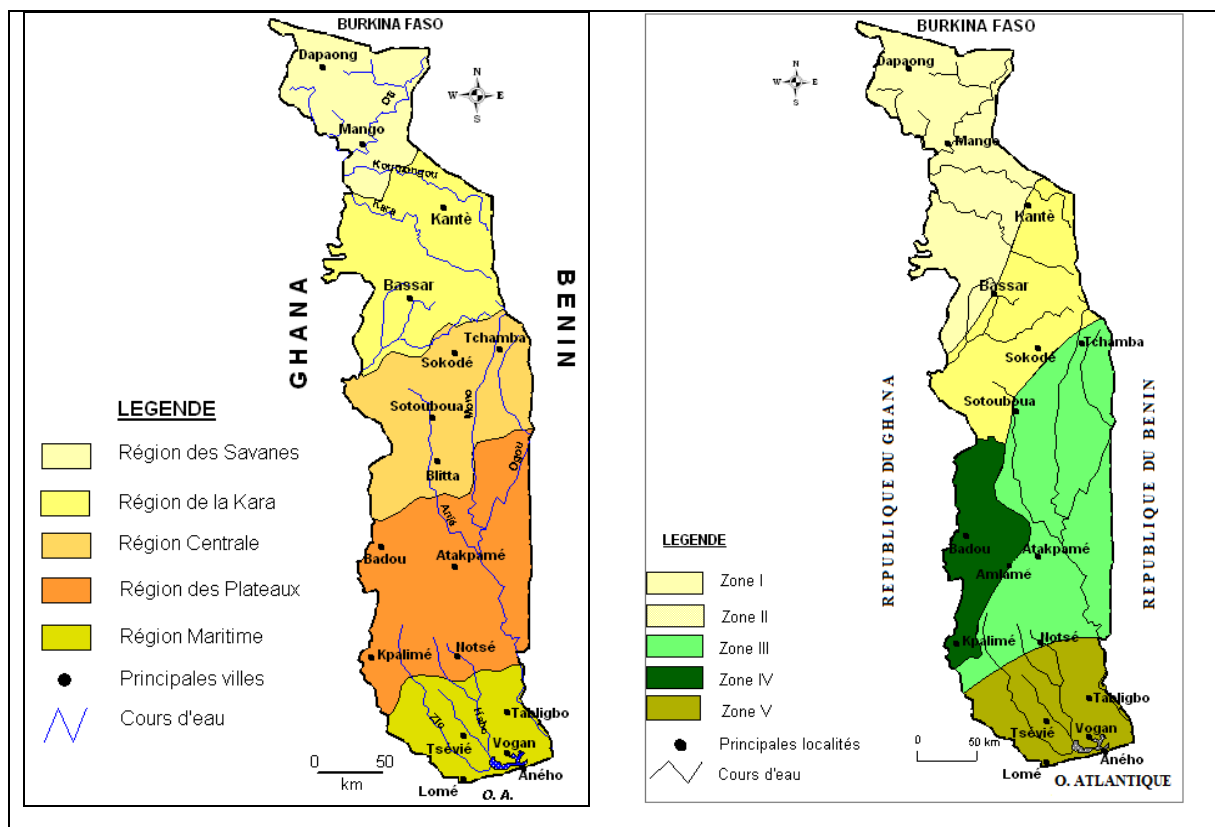 BURKINA FASO
Dapaong
N
W E
S
Oti
Mango
Koumongou
Kara
Kantè
GHANA
BENIN
Bassar
Tchamba
Sokodé
Sotouboua
Mono
Ogou
Blitta
Anié
Badou
Atakpamé
Kpalimé
Notsé
Zio
Haho
Tabligbo
Tsévié
Vogan
Aného
Lomé
O. A.
LEGENDE
Région des Savanes
Région de la Kara
Région Centrale
Région des Plateaux
Région Maritime
Principales villes
Cours d'eau
0 50
km
BURKINA FASO
Dapaong
N
W E
S
Mango
Kantè
Bassar
Tchamba
Sokodé
Sotouboua
REPUBLIQUE DU GHANA
REPUBLIQUE DU BENIN
Badou
Atakpamé
Amlamé
Kpalimé
Notsé
Tabligbo
Tsévié
Vogan
Aného
Lomé
O. ATLANTIQUE
LEGENDE
Zone I
Zone II
Zone III
Zone IV
Zone V
Principales localités
Cours d'eau
0 50 km